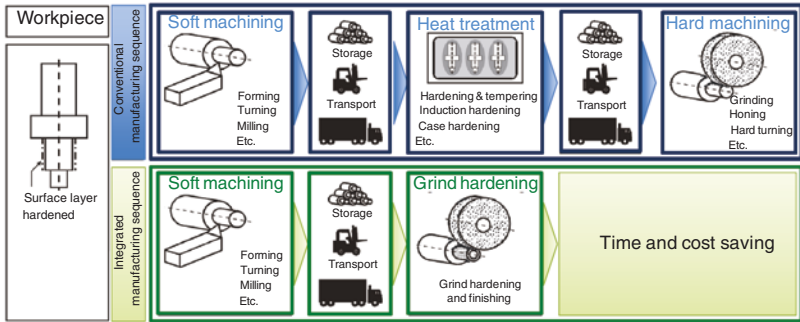 Workpiece
Surface layer
hardened
Conventional
manufacturing sequence
Soft machining
Forming
Turning
Milling
Etc.
Storage
Transport
Heat treatment
Hardening & tempering
Induction hardening
Case hardening
Etc.
Storage
Transport
Hard machining
Grinding
Honing
Hard turning
Etc.
Integrated
manufacturing sequence
Soft machining
Forming
Turning
Milling
Etc.
Storage
Transport
Grind hardening
Grind hardening
and finishing
Time and cost saving